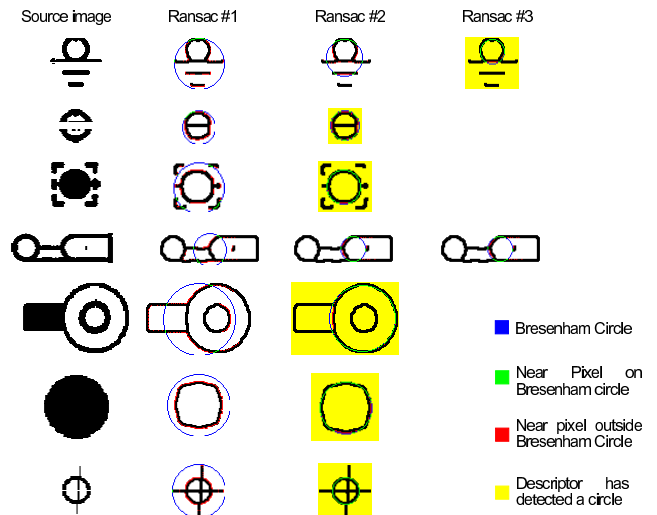 Source image Ransac #1 Ransac #2 Ransac #3
Bresenham Circle
Near Pixel on
Bresenham circle
Near pixel outside
Bresenham Circle
Descriptor has
detected a circle